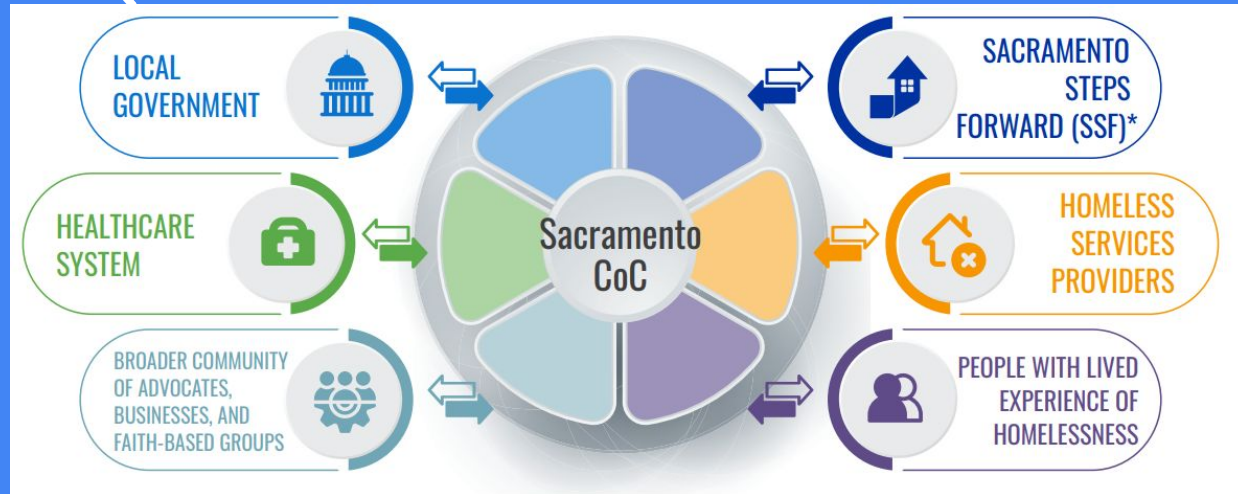 LOCAL
GOVERNMENT
SACRAMENTO
STEPS
FORWARD (SSF)*
HEALTHCARE
SYSTEM
Sacramento
CoC
HOMELESS
SERVICES
PROVIDERS
BROADER COMMUNITY
OF ADVOCATES,
BUSINESSES, AND
FAITH-BASED GROUPS
PEOPLE WITH LIVED
EXPERIENCE OF
HOMELESSNESS